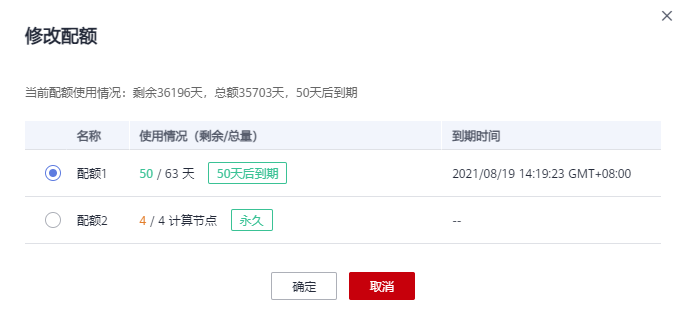 修改配额
当前配额使用情况：剩余36196天，总额35703天，50天后到期
名称 使用情况（剩余/总量） 到期时间
配额1 50 / 63 天 50天后到期 2021/08/19 14:19:23 GMT+08:00
配额2 4 / 4 计算节点 永久 --
确定 取消